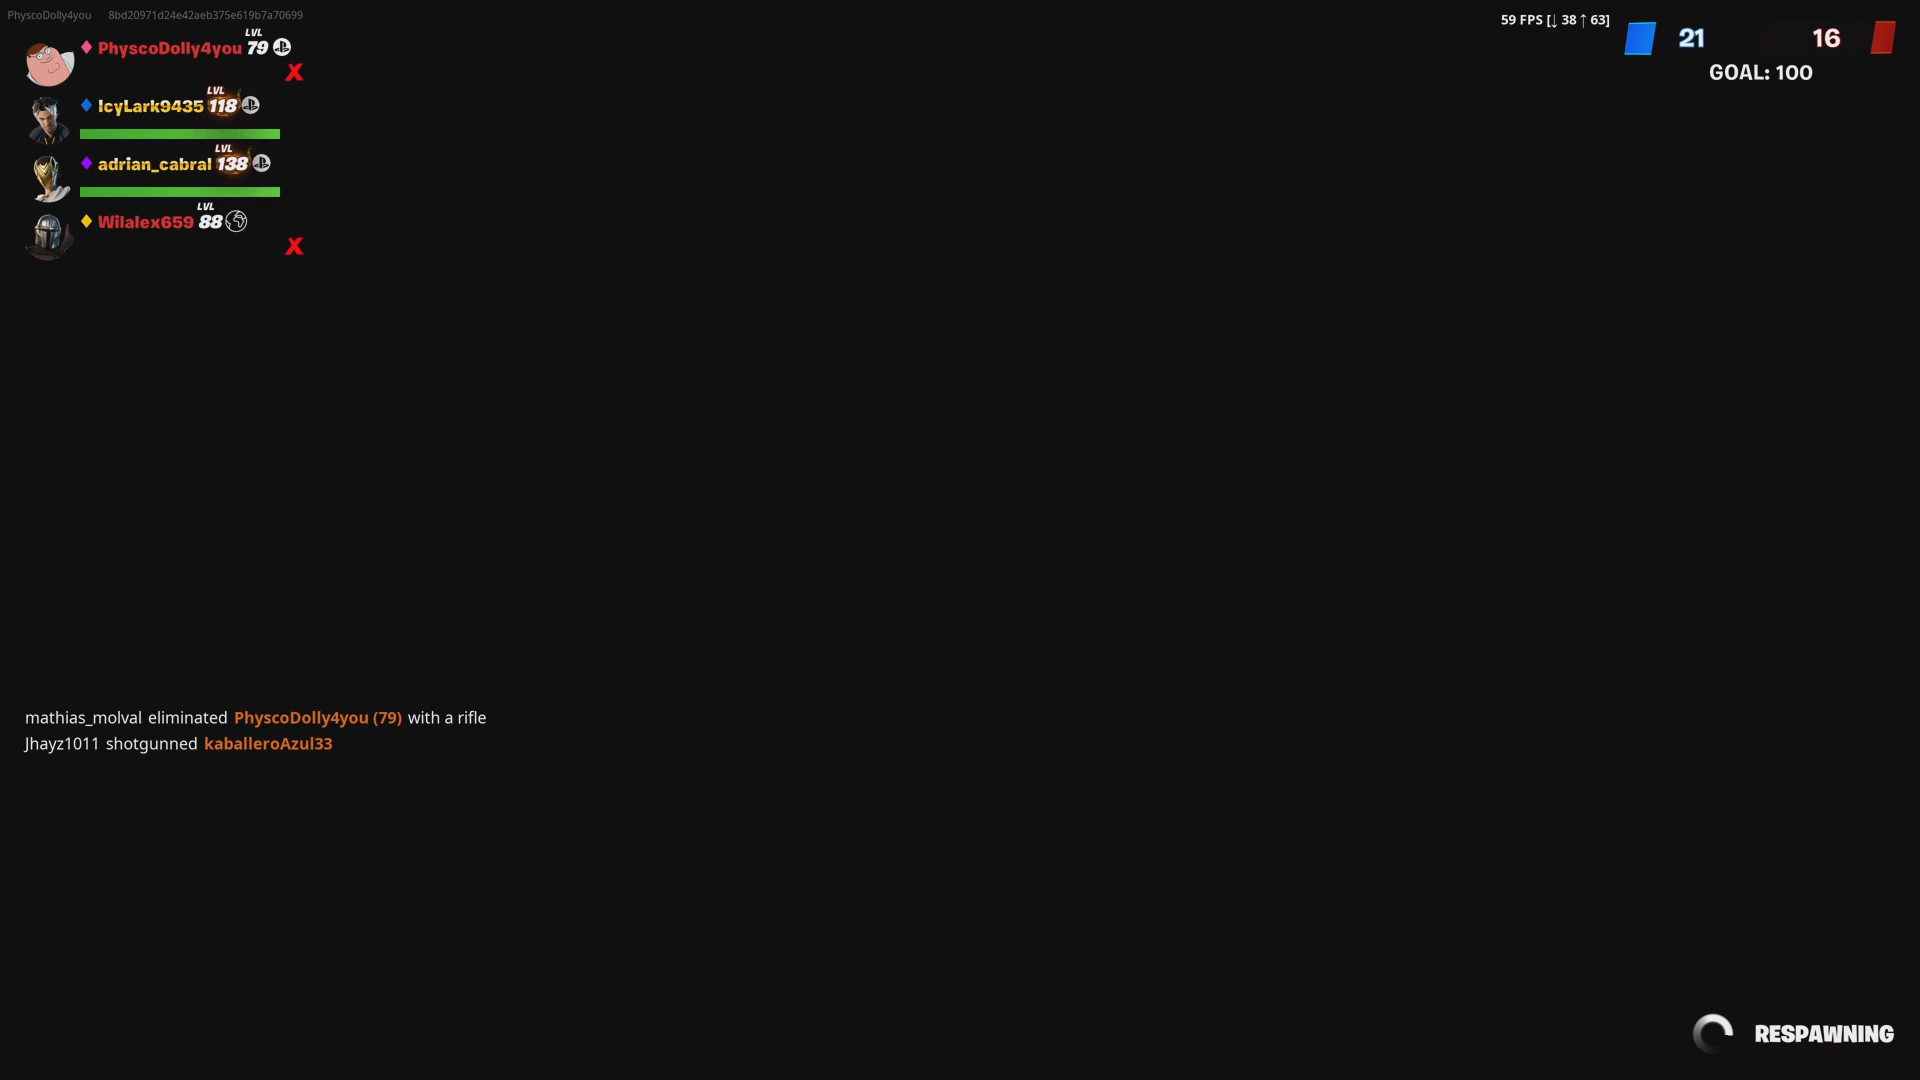 PhyscoDolly4you 8bd20971d24e42aeb375e619b7a70699
59 FPS [↓ 38 ↑ 63]
21 16
GOAL: 100
LVL
PhyscoDolly4you 79
X
LVL
IcyLark9435 118
LVL
adrian_cabral 138
LVL
Wilalex659 88
X
mathias_molval eliminated PhyscoDolly4you (79) with a rifle
Jhayz1011 shotgunned kaballeroAzul33
RESPAWNING